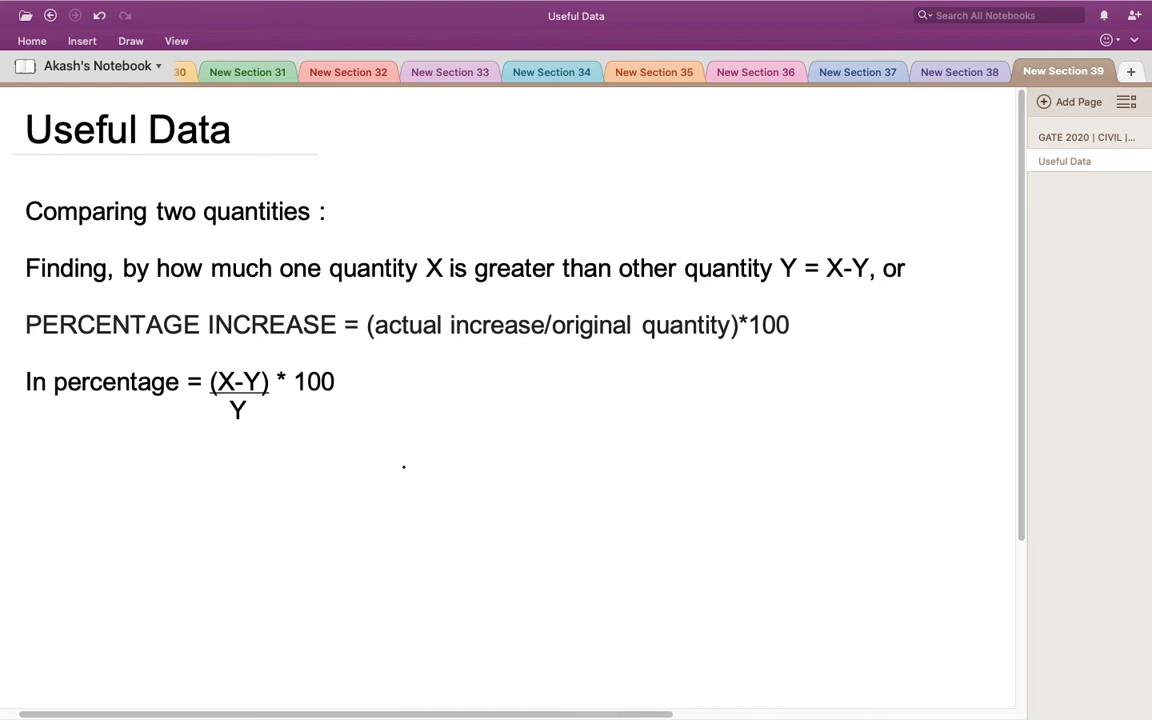 Useful Data
Search All Notebooks
Home Insert Draw View
Akash's Notebook
30 New Section 31 New Section 32 New Section 33 New Section 34 New Section 35 New Section 36 New Section 37 New Section 38 New Section 39
Add Page
GATE 2020 | CIVIL |...
Useful Data
Useful Data
Comparing two quantities :
Finding, by how much one quantity X is greater than other quantity Y = X-Y, or
PERCENTAGE INCREASE = (actual increase/original quantity)*100
In percentage = (X-Y) * 100
Y